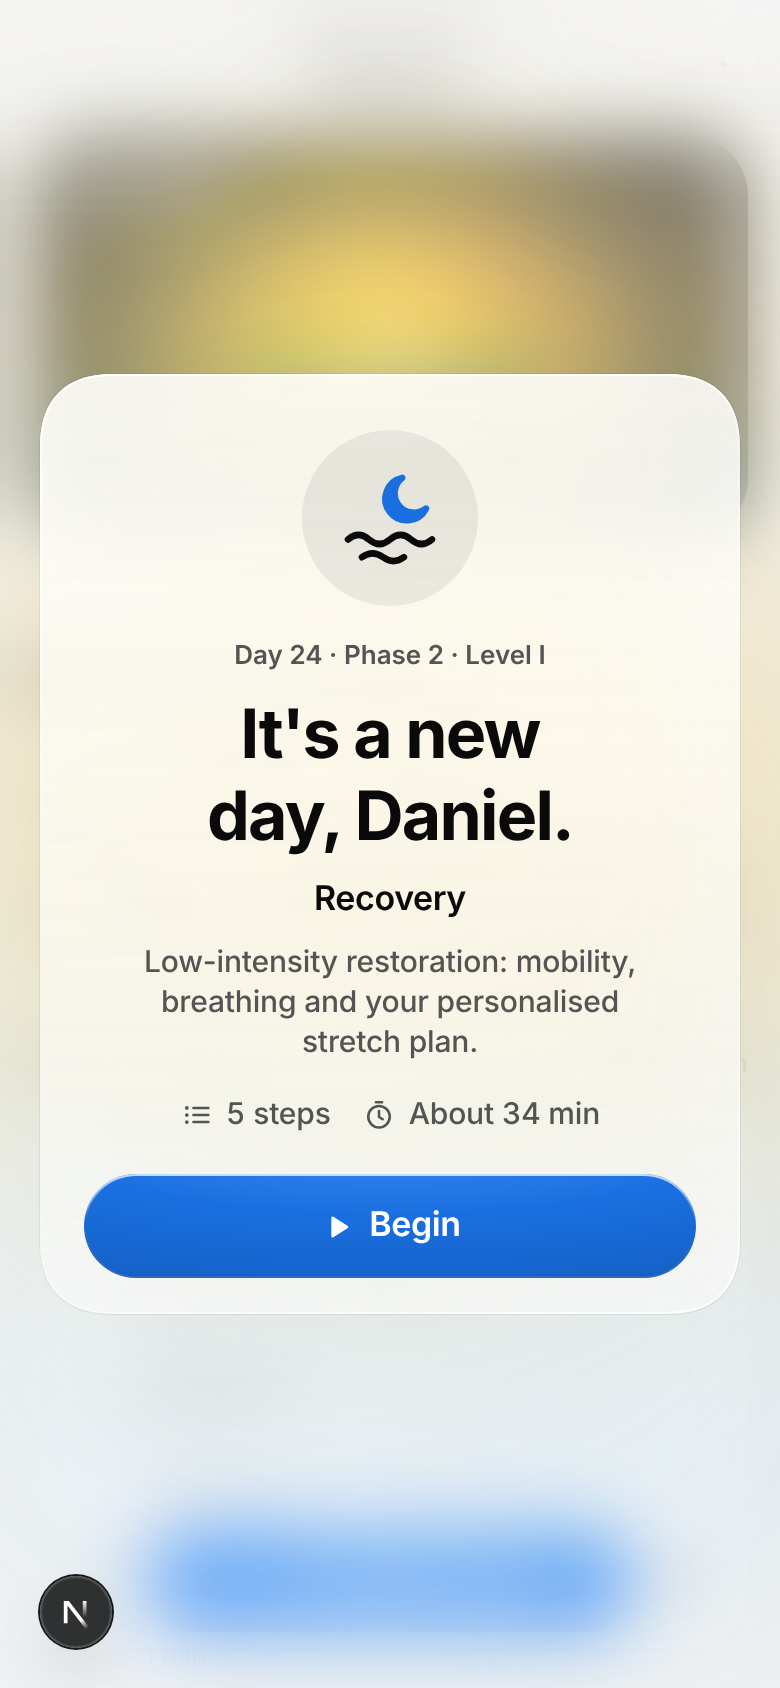 Day 24 · Phase 2 · Level I
It's a new
day, Daniel.
Recovery
Low-intensity restoration: mobility,
breathing and your personalised
stretch plan.
5 steps About 34 min
Begin
N